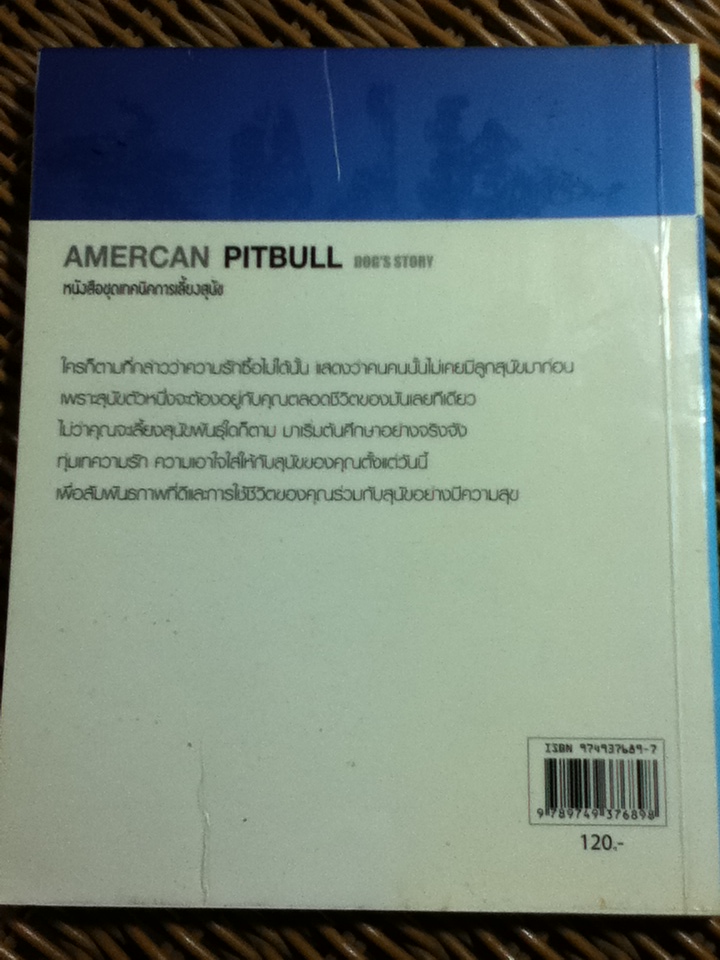 AMERCAN PITBULL DOG'S STORY
หนังสือชุดเทคนิคการเลี้ยงสุนัข
ใครก็ตามที่กล่าวว่าความรักซื้อไม่ได้นั้น แสดงว่าคนคนนั้นไม่เคยมีลูกสุนัขมาก่อน
เพราะสุนัขตัวหนึ่งจะต้องอยู่กับคุณตลอดชีวิตของมันเลยทีเดียว
ไม่ว่าคุณจะเลี้ยงสุนัขพันธุ์ใดก็ตาม มาเริ่มต้นศึกษาอย่างจริงจัง
ทุ่มเทความรัก ความเอาใจใส่ให้กับสุนัขของคุณตั้งแต่วันนี้
เพื่อสัมพันธภาพที่ดีและการใช้ชีวิตของคุณร่วมกับสุนัขอย่างมีความสุข
ISBN 974937689-7
9 789749 376898
120.-